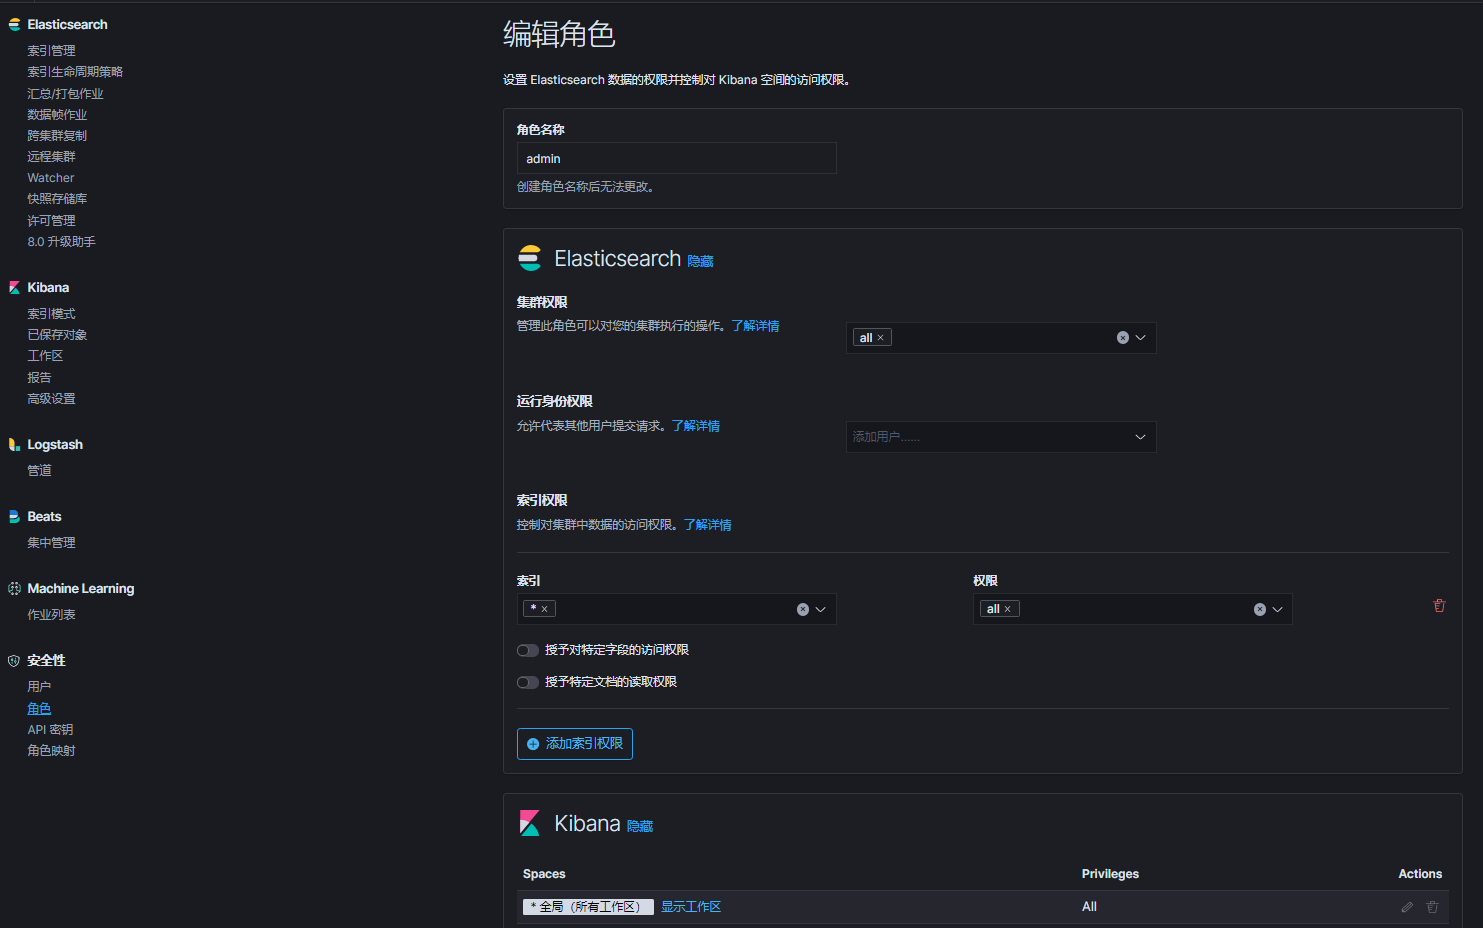 Elasticsearch
索引管理
索引生命周期策略
汇总/打包作业
数据帧作业
跨集群复制
远程集群
Watcher
快照存储库
许可管理
8.0 升级助手
Kibana
索引模式
已保存对象
工作区
报告
高级设置
Logstash
管道
Beats
集中管理
Machine Learning
作业列表
安全性
用户
角色
API 密钥
角色映射
编辑角色
设置 Elasticsearch 数据的权限并控制对 Kibana 空间的访问权限。
角色名称
admin
创建角色名称后无法更改。
Elasticsearch 隐藏
集群权限
管理此角色可以对您的集群执行的操作。了解详情
all ×
运行身份权限
允许代表其他用户提交请求。了解详情
添加用户......
索引权限
控制对集群中数据的访问权限。了解详情
索引 权限
* × all ×
授予对特定字段的访问权限
授予特定文档的读取权限
添加索引权限
Kibana 隐藏
Spaces Privileges Actions
* 全局（所有工作区） 显示工作区 All